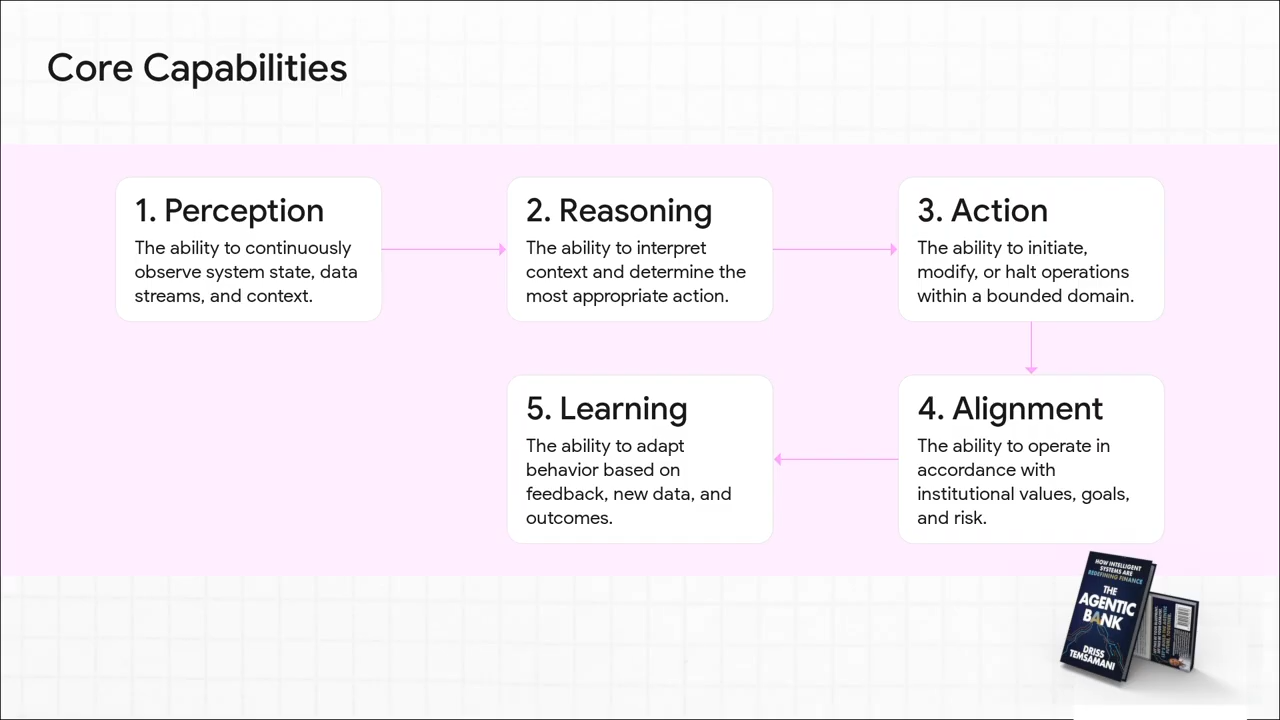 Core Capabilities
1. Perception
The ability to continuously
observe system state, data
streams, and context.
2. Reasoning
The ability to interpret
context and determine the
most appropriate action.
3. Action
The ability to initiate,
modify, or halt operations
within a bounded domain.
5. Learning
The ability to adapt
behavior based on
feedback, new data, and
outcomes.
4. Alignment
The ability to operate in
accordance with
institutional values, goals,
and risk.
HOW INTELLIGENT
SYSTEMS ARE
REDEFINING FINANCE
THE
AGENTIC
BANK
DRISS
TEMSAMANI